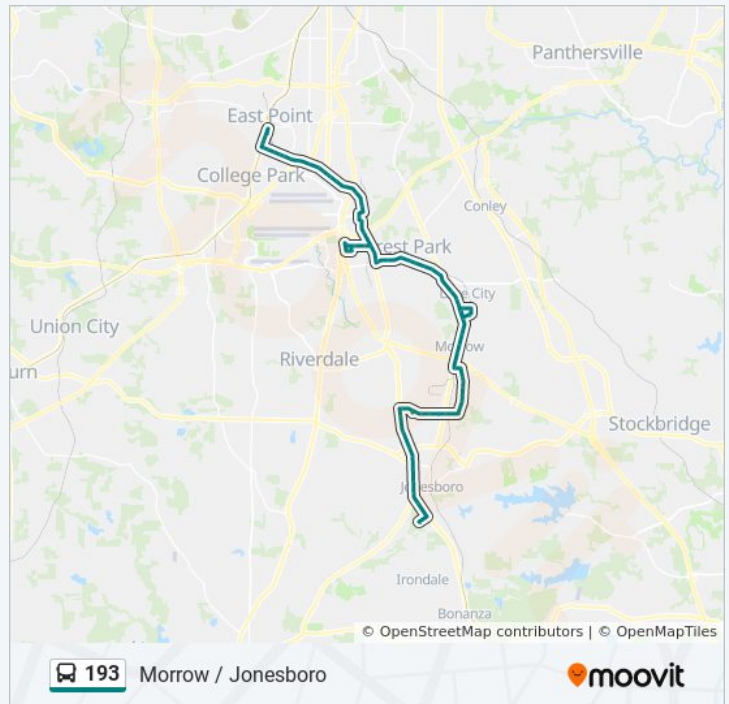 Panthersville
East Point
College Park
Conley
rest Park
Lake City
Union City
Morrow
Riverdale
urn
Stockbridge
Jonesboro
Irondale
Bonanza
© OpenStreetMap contributors | © OpenMapTiles
193 Morrow / Jonesboro
moovit